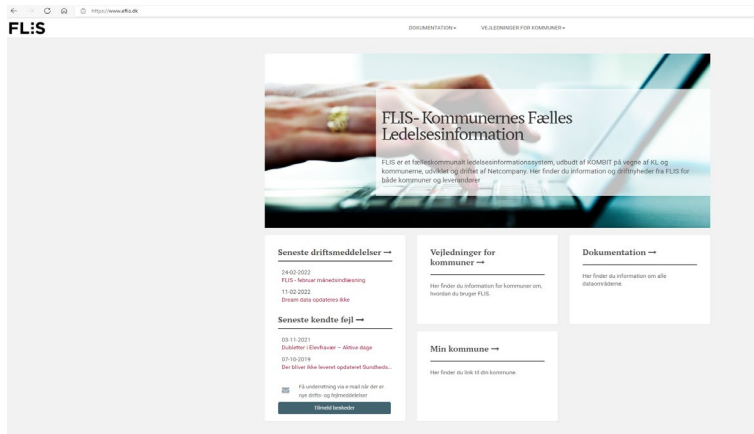 https://www.eflis.dk
FLIS
DOKUMENTATION
VEJLEDNINGER FOR KOMMUNER
FLIS- Kommunernes Fælles
Ledelsesinformation
FLIS er et fælleskommunalt ledelsesinformationssystem, udbudt af KOMBIT på vegne af KL og
kommunerne, udviklet og driftet af Netcompany. Her finder du information og driftnyheder fra FLIS for
både kommuner og leverandører
Seneste driftsmeddelelser →
24-02-2022
FLIS - februar månedsindlæsning
11-02-2022
Dream data opdateres ikke
Seneste kendte fejl →
03-11-2021
Dubletter i Elevfravær – Aktive dage
07-10-2019
Der bliver ikke leveret opdateret Sundheds...
Få underretning via e-mail når der er
nye drifts- og fejlmeddelelser
Tilmeld beskeder
Vejledninger for
kommuner →
Her finder du information for kommuner om,
hvordan du bruger FLIS.
Min kommune →
Her finder du link til din kommune.
Dokumentation →
Her finder du information om alle
dataområderne.